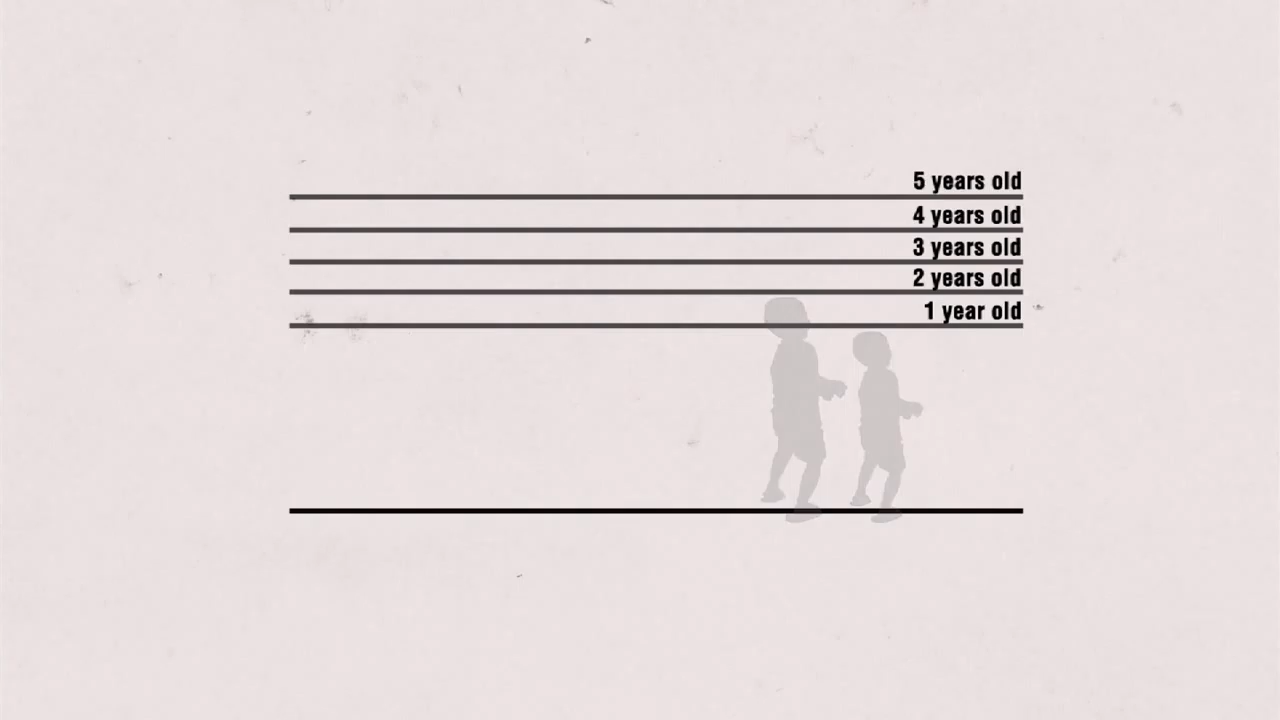 5 years old
4 years old
3 years old
2 years old
1 year old